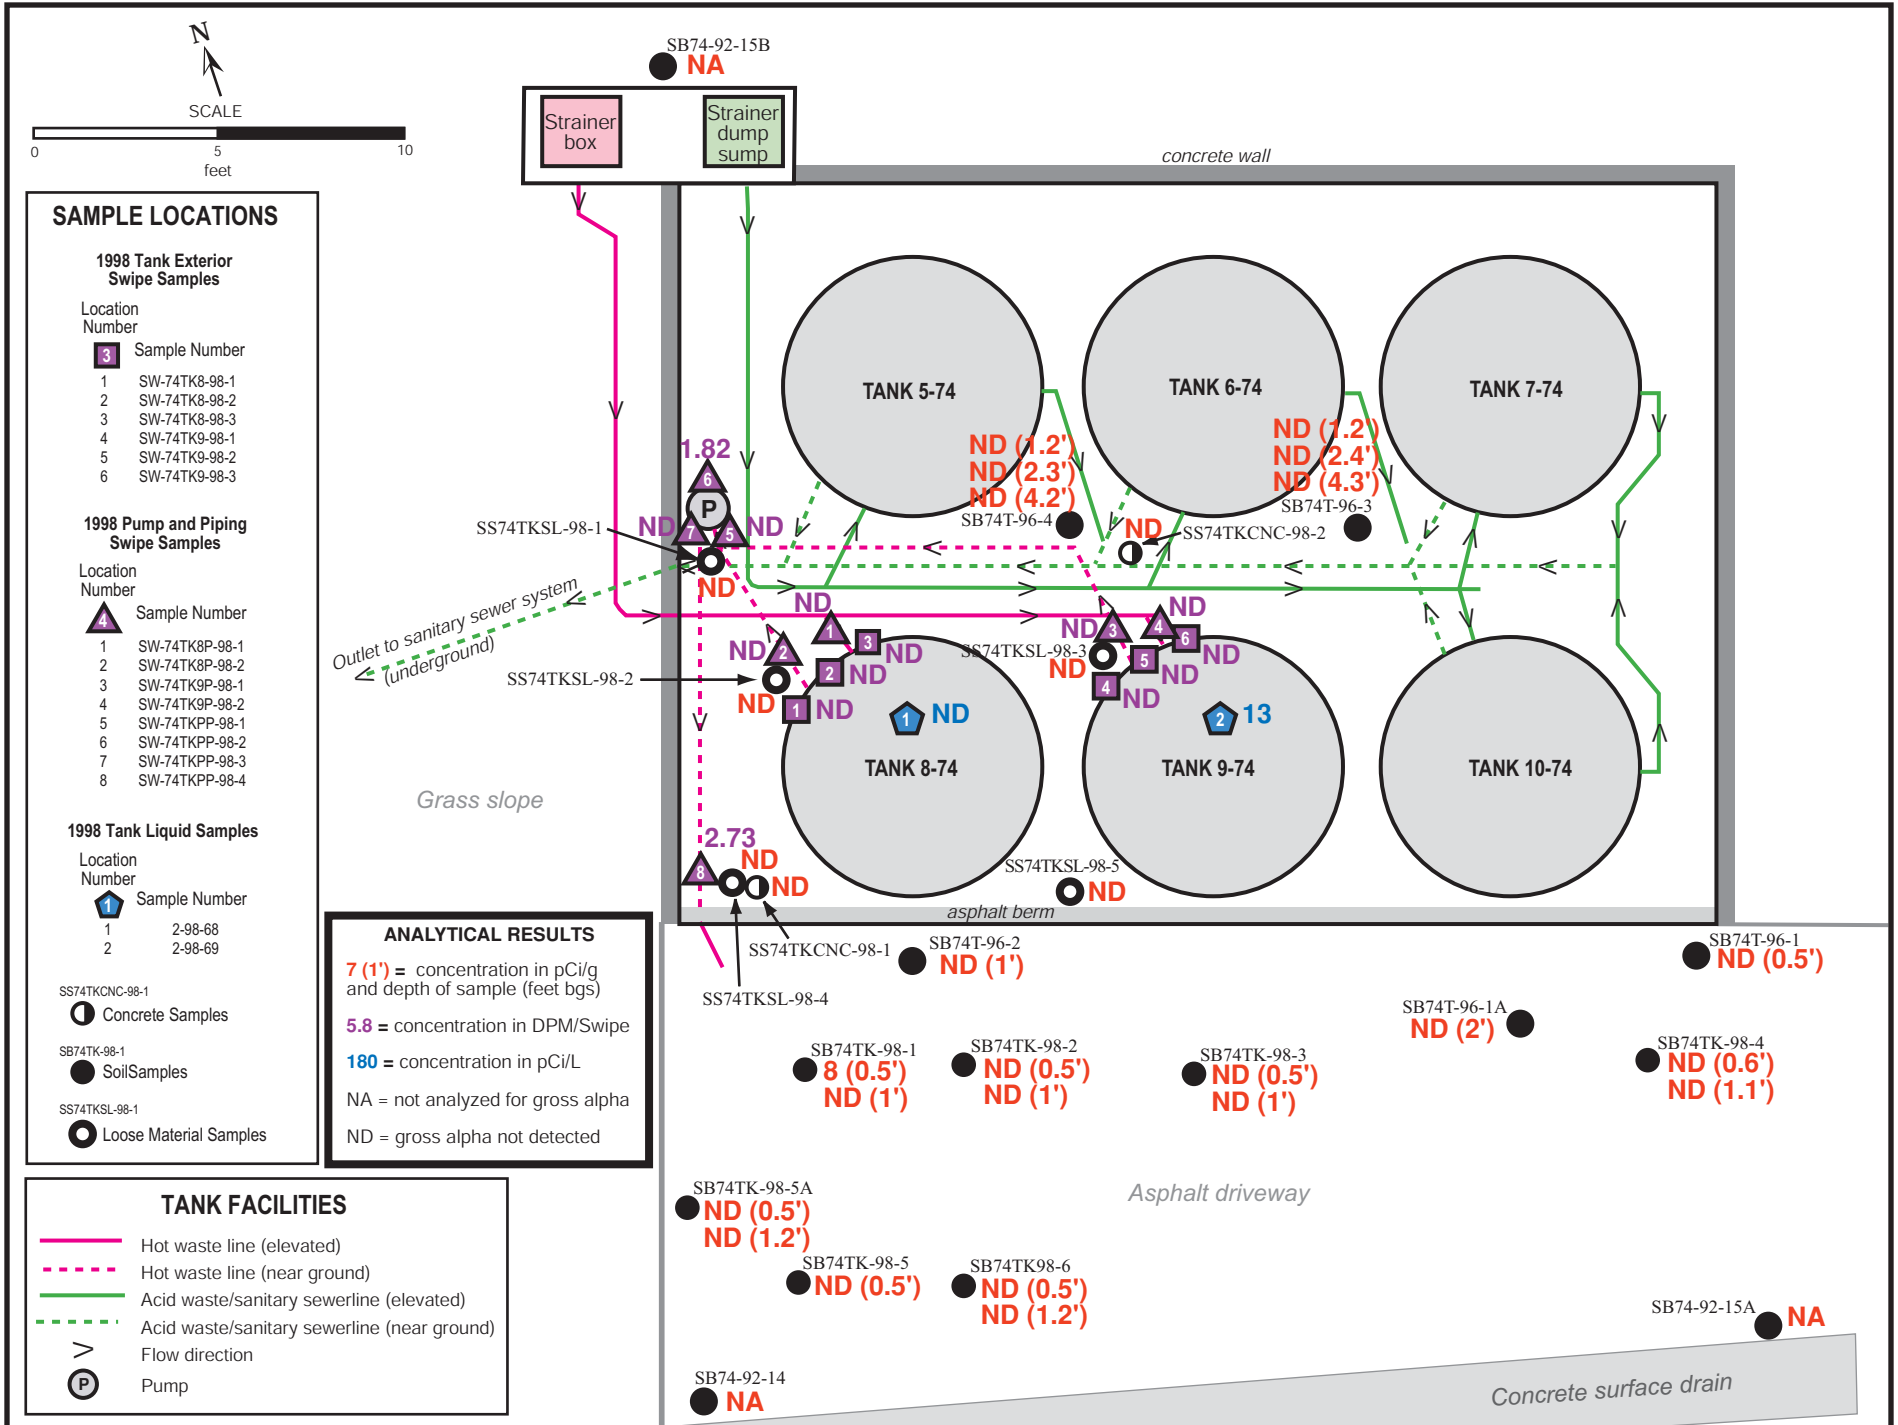 N
SCALE
0 5 10
feet
SAMPLE LOCATIONS
1998 Tank Exterior
Swipe Samples
Location
Number
3 Sample Number
1 SW-74TK8-98-1
2 SW-74TK8-98-2
3 SW-74TK8-98-3
4 SW-74TK9-98-1
5 SW-74TK9-98-2
6 SW-74TK9-98-3
1998 Pump and Piping
Swipe Samples
Location
Number
4 Sample Number
1 SW-74TK8P-98-1
2 SW-74TK8P-98-2
3 SW-74TK9P-98-1
4 SW-74TK9P-98-2
5 SW-74TKPP-98-1
6 SW-74TKPP-98-2
7 SW-74TKPP-98-3
8 SW-74TKPP-98-4
1998 Tank Liquid Samples
Location
Number
1 Sample Number
1 2-98-68
2 2-98-69
SS74TKCNC-98-1
Concrete Samples
SB74TK-98-1
SoilSamples
SS74TKSL-98-1
Loose Material Samples
ANALYTICAL RESULTS
7 (1') = concentration in pCi/g
and depth of sample (feet bgs)
5.8 = concentration in DPM/Swipe
180 = concentration in pCi/L
NA = not analyzed for gross alpha
ND = gross alpha not detected
TANK FACILITIES
Hot waste line (elevated)
Hot waste line (near ground)
Acid waste/sanitary sewerline (elevated)
Acid waste/sanitary sewerline (near ground)
Flow direction
P Pump
SB74-92-15B
NA
Strainer
box
Strainer
dump
sump
concrete wall
TANK 5-74
TANK 6-74
TANK 7-74
ND (1.2')
ND (2.3')
ND (4.2')
SB74T-96-4
ND (1.2')
ND (2.4')
ND (4.3')
SB74T-96-3
1.82
6
P
ND 7 5 ND
SS74TKSL-98-1
ND
ND
SS74TKCNC-98-2
Outlet to sanitary sewer system
(underground)
ND
1
3 ND
ND 2
2 ND
SS74TKSL-98-2
ND
1 ND
1 ND
TANK 8-74
ND
ND 3 4
6 ND
SS74TKSL-98-3
ND
5 ND
4 ND
2 13
TANK 9-74
TANK 10-74
Grass slope
2.73
8
ND
ND
SS74TKSL-98-5
ND
asphalt berm
SS74TKCNC-98-1
SS74TKSL-98-4
SB74T-96-2
ND (1')
SB74T-96-1
ND (0.5')
SB74T-96-1A
ND (2')
SB74TK-98-1
8 (0.5')
ND (1')
SB74TK-98-2
ND (0.5')
ND (1')
SB74TK-98-3
ND (0.5')
ND (1')
SB74TK-98-4
ND (0.6')
ND (1.1')
SB74TK-98-5A
ND (0.5')
ND (1.2')
Asphalt driveway
SB74TK-98-5
ND (0.5')
SB74TK98-6
ND (0.5')
ND (1.2')
SB74-92-15A
NA
SB74-92-14
NA
Concrete surface drain